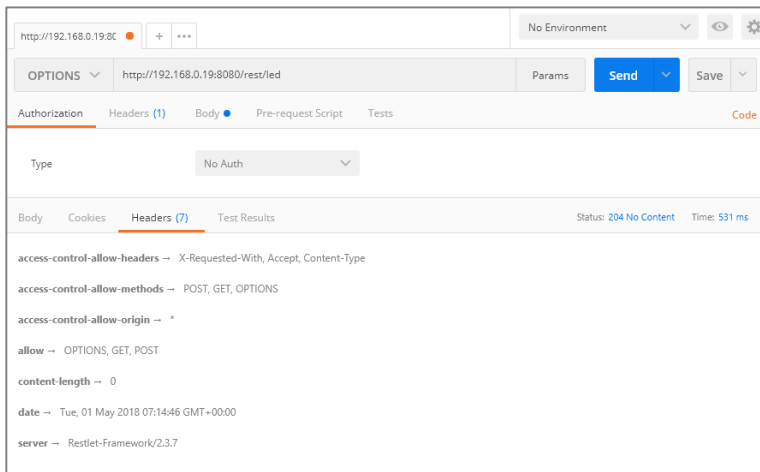 http://192.168.0.19:80 + ••• No Environment
OPTIONS http://192.168.0.19:8080/rest/led Params Send Save
Authorization Headers (1) Body Pre-request Script Tests Code
Type No Auth
Body Cookies Headers (7) Test Results Status: 204 No Content Time: 531 ms
access-control-allow-headers → X-Requested-With, Accept, Content-Type
access-control-allow-methods → POST, GET, OPTIONS
access-control-allow-origin → *
allow → OPTIONS, GET, POST
content-length → 0
date → Tue, 01 May 2018 07:14:46 GMT+00:00
server → Restlet-Framework/2.3.7